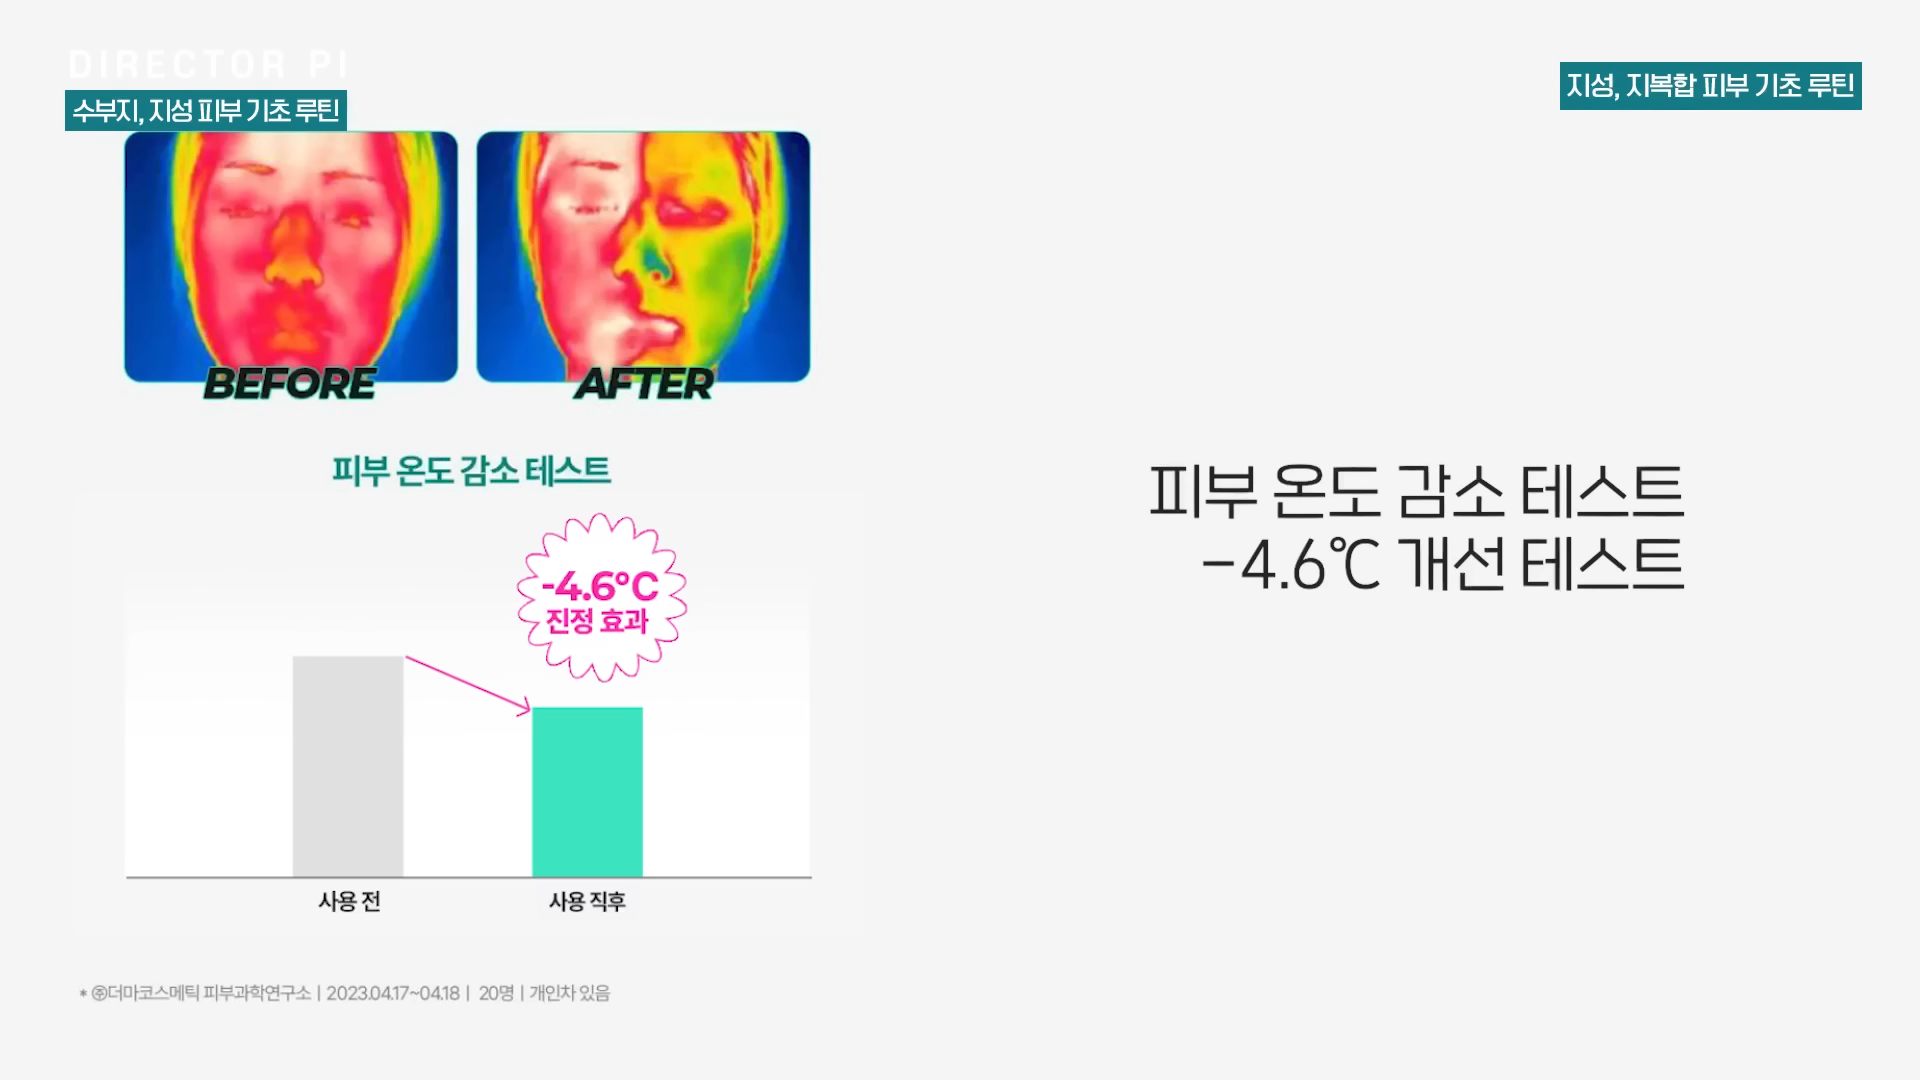 DIRECTOR PI
수부지, 지성 피부 기초 루틴
지성, 지복합 피부 기초 루틴
BEFORE
AFTER
피부 온도 감소 테스트
-4.6°C
진정 효과
사용 전
사용 직후
피부 온도 감소 테스트
-4.6℃ 개선 테스트
* ㈜더마코스메틱 피부과학연구소 | 2023.04.17~04.18 | 20명 | 개인차 있음